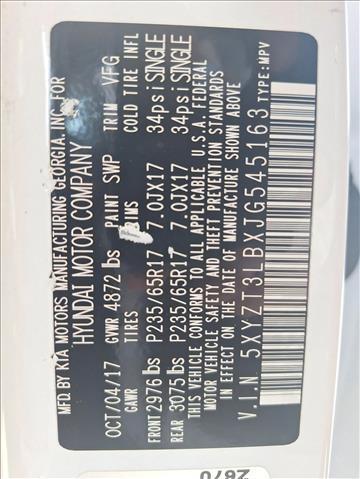 MFD.BY KIA MOTORS MANUFACTURING GEORGIA, INC. FOR
HYUNDAI MOTOR COMPANY
OCT/04/17 GVWR 4872 lbs PAINT SWP TRIM VFG
GAWR TIRES RIMS COLD TIRE INFL
FRONT 2976 lbs P235/65R17 7.0JX17 34psi SINGLE
REAR 3075 lbs P235/65R17 7.0JX17 34psi SINGLE
THIS VEHICLE CONFORMS TO ALL APPLICABLE U.S.A. FEDERAL
MOTOR VEHICLE SAFETY AND THEFT PREVENTION STANDARDS
IN EFFECT ON THE DATE OF MANUFACTURE SHOWN ABOVE.
V.I.N 5XYZT3LBXJG545163 TYPE:MPV